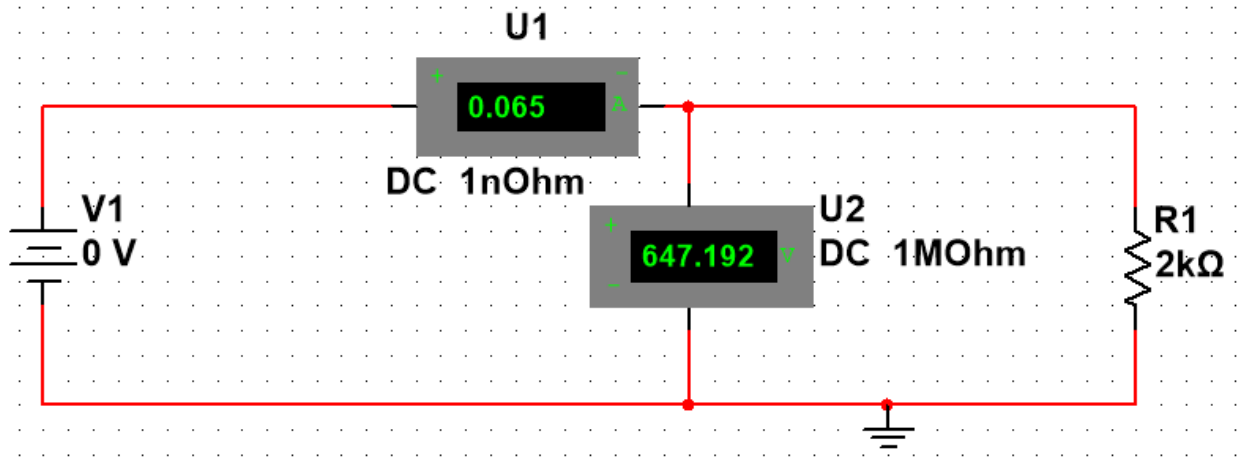 U1
+ −
0.065 A
DC 1nOhm
V1
0 V
+
647.192 V
−
U2
DC 1MOhm
R1
2kΩ